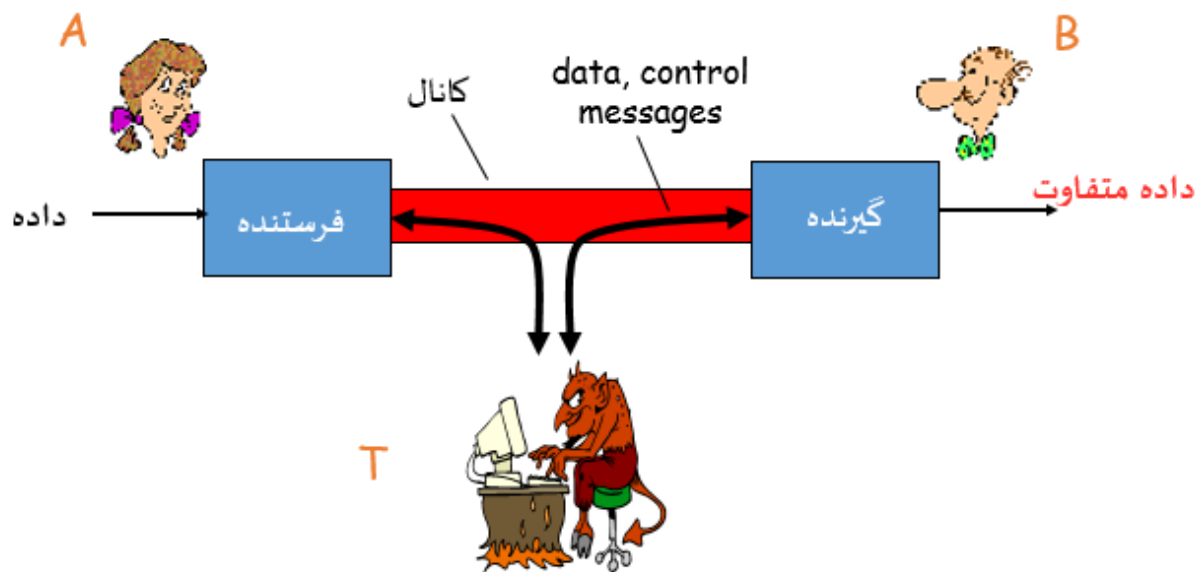 A
B
کانال
data, control
messages
داده
فرستنده
گیرنده
داده متفاوت
T